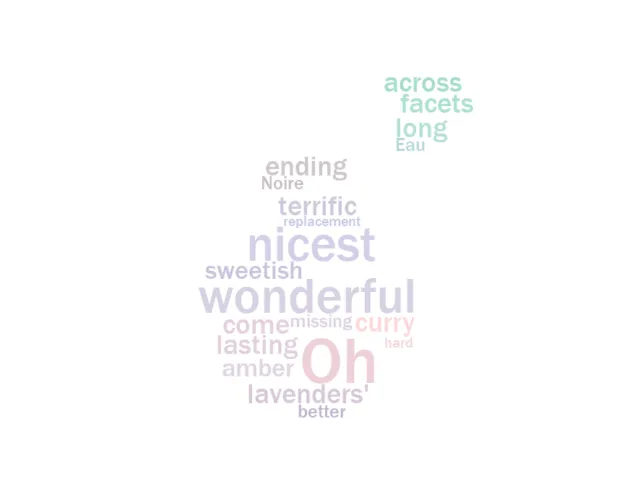 across
facets
long
Eau
ending
Noire
terrific
replacement
nicest
sweetish
wonderful
come missing curry
lasting Oh hard
amber
lavenders'
better